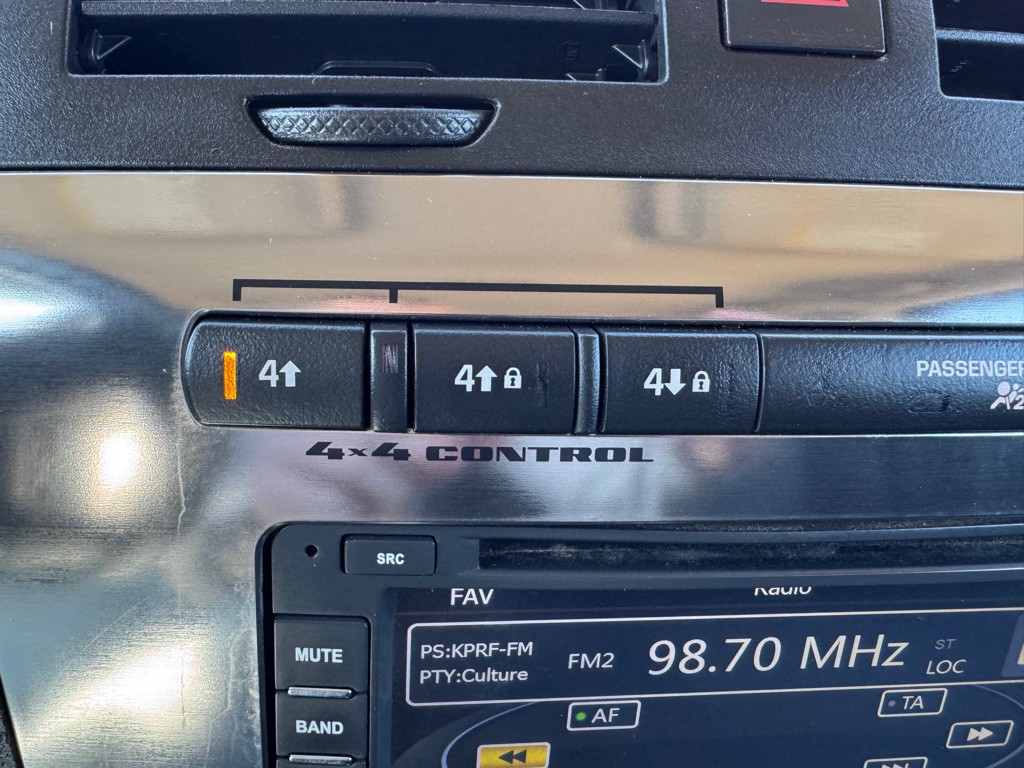 4
4
4
PASSENGER
4x4 CONTROL
SRC
FAV
Radio
PS:KPRF-FM
PTY:Culture
FM2
98.70 MHz
ST
LOC
MUTE
BAND
AF
TA